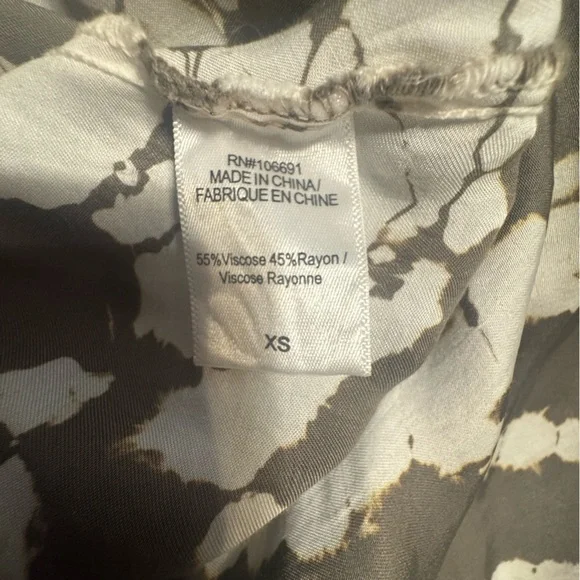 RN#106691
MADE IN CHINA/
FABRIQUE EN CHINE
55%Viscose 45%Rayon /
Viscose Rayonne
XS